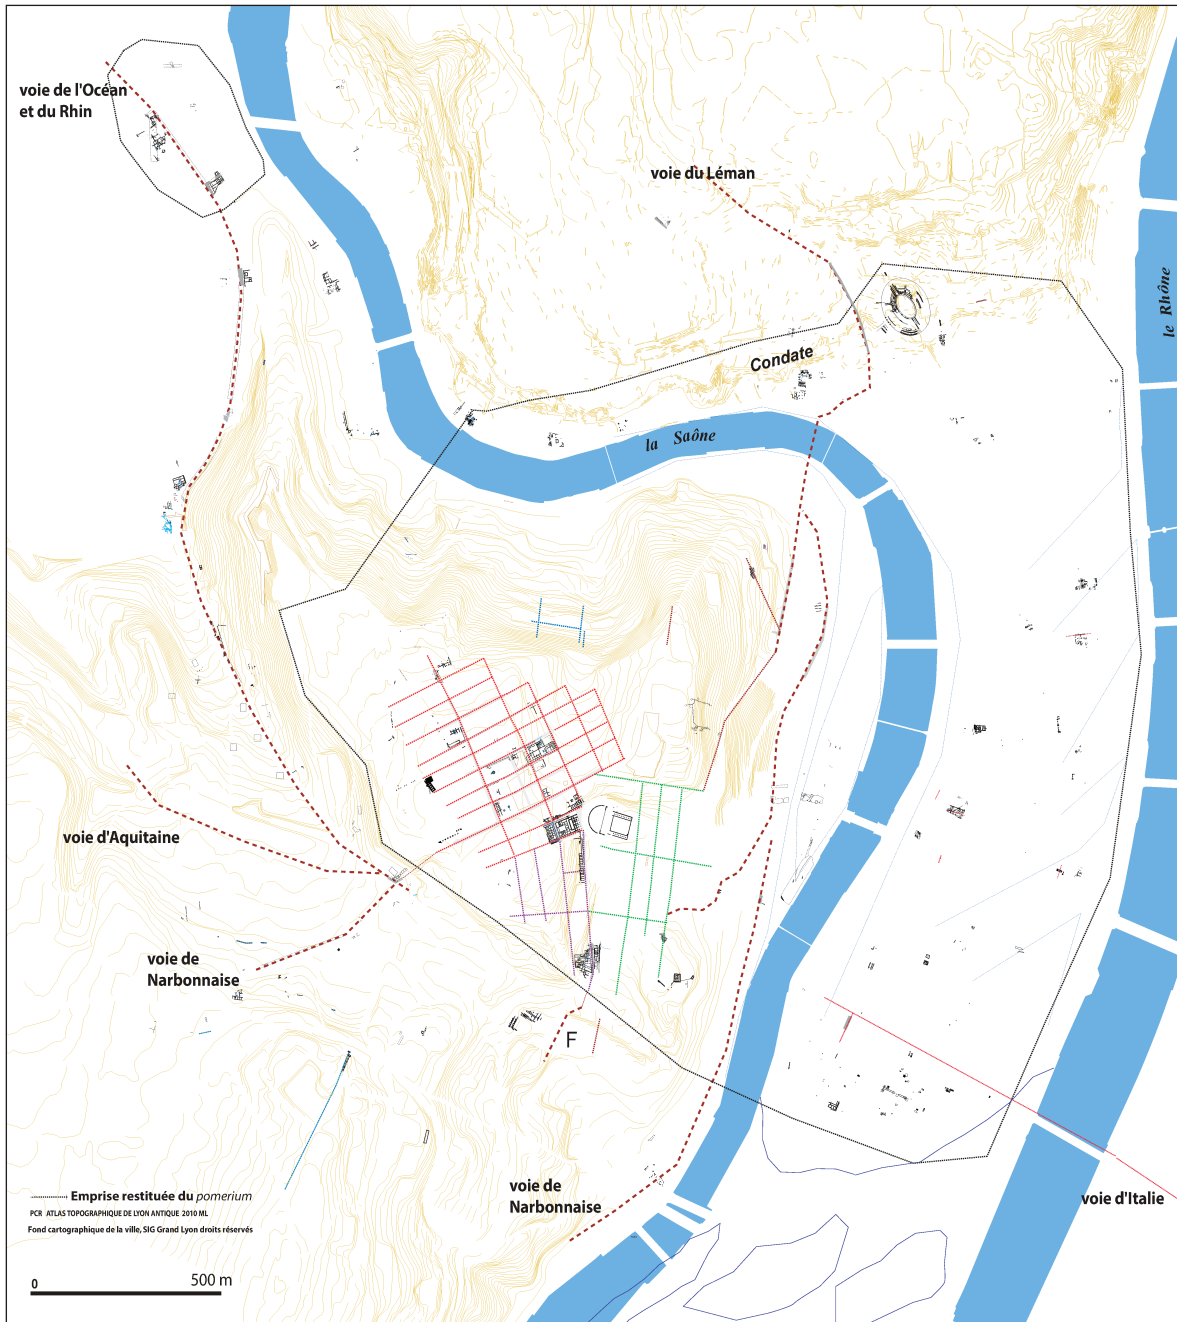 voie de l'Océan
et du Rhin
voie du Léman
le Rhône
Condate
la Saône
voie d'Aquitaine
voie de
Narbonnaise
F
voie de
Narbonnaise
voie d'Italie
Emprise restituée du pomerium
PCR ATLAS TOPOGRAPHIQUE DE LYON ANTIQUE 2010 ML
Fond cartographique de la ville, SIG Grand Lyon droits réservés
0 500 m